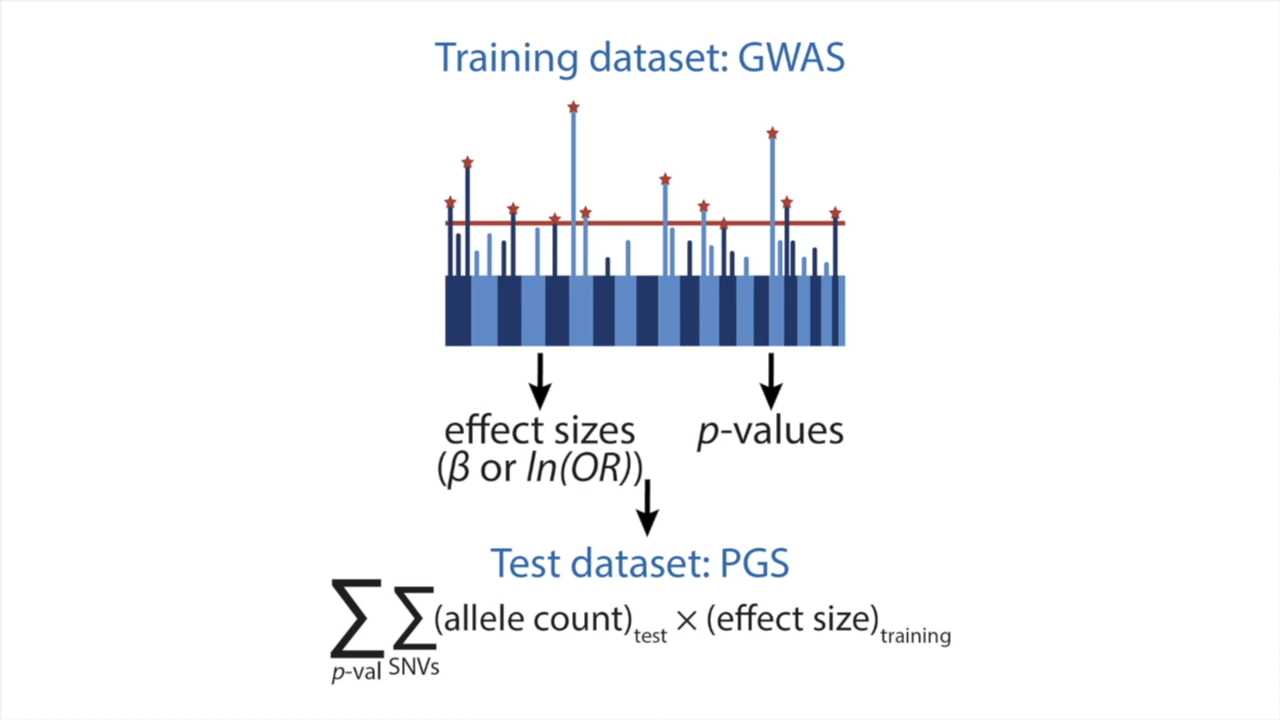 Training dataset: GWAS
effect sizes
(β or ln(OR))
p-values
Test dataset: PGS
∑ ∑ (allele count)test × (effect size)training
p-val SNVs